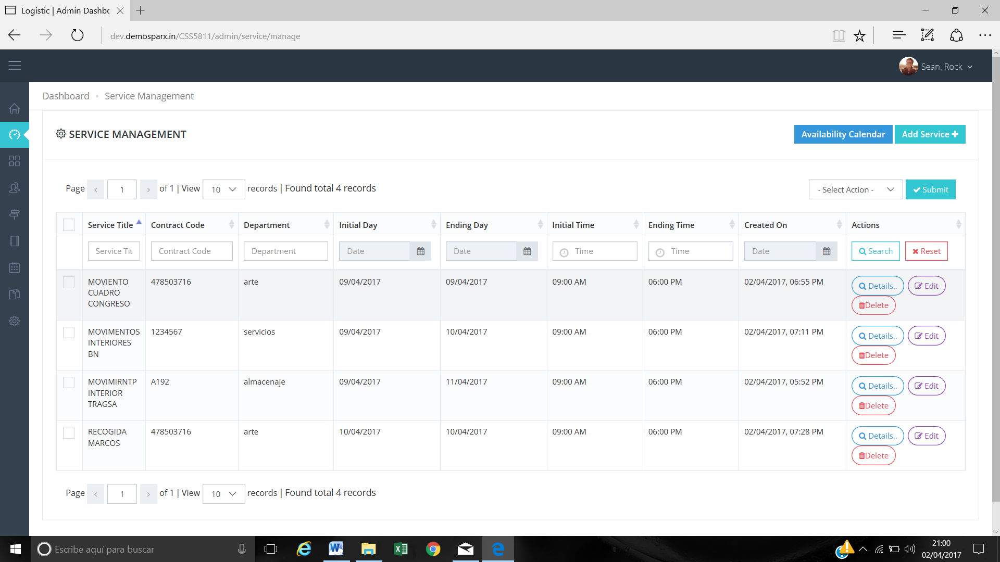 Logistic | Admin Dashbo
dev.demosparx.in/CSS5811/admin/service/manage
Sean. Rock
Dashboard • Service Management
SERVICE MANAGEMENT
Availability Calendar
Add Service
Page < 1 > of 1 | View 10 records | Found total 4 records
- Select Action -
Submit
Service Title Contract Code Department Initial Day Ending Day Initial Time Ending Time Created On Actions
Service Tit Contract Code Department Date Date Time Time Date Search Reset
MOVIENTO 478503716 arte 09/04/2017 09/04/2017 09:00 AM 06:00 PM 02/04/2017, 06:55 PM Details.. Edit
CUADRO
CONGRESO Delete
MOVIMENTOS 1234567 servicios 09/04/2017 10/04/2017 09:00 AM 06:00 PM 02/04/2017, 07:11 PM Details.. Edit
INTERIORES
BN Delete
MOVIMIRNTP A192 almacenaje 09/04/2017 11/04/2017 09:00 AM 06:00 PM 02/04/2017, 05:52 PM Details.. Edit
INTERIOR
TRAGSA Delete
RECOGIDA 478503716 arte 10/04/2017 10/04/2017 09:00 AM 06:00 PM 02/04/2017, 07:28 PM Details.. Edit
MARCOS
Delete
Page < 1 > of 1 | View 10 records | Found total 4 records
Escribe aquí para buscar
21:00
02/04/2017